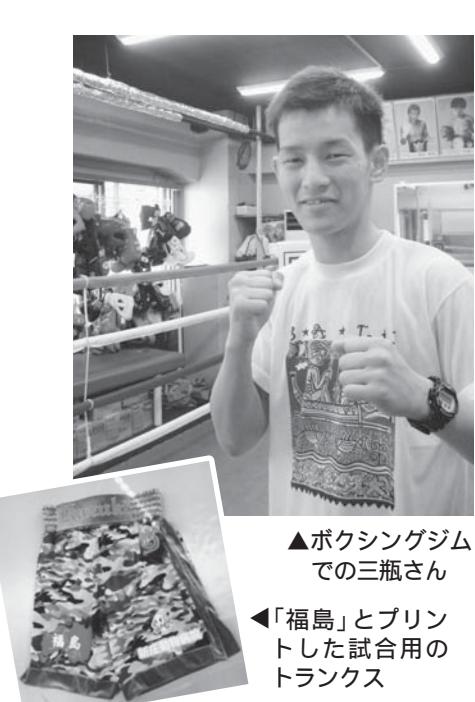 ▲ボクシングジム
での三瓶さん
◀「福島」とプリン
トした試合用の
トランクス
福島